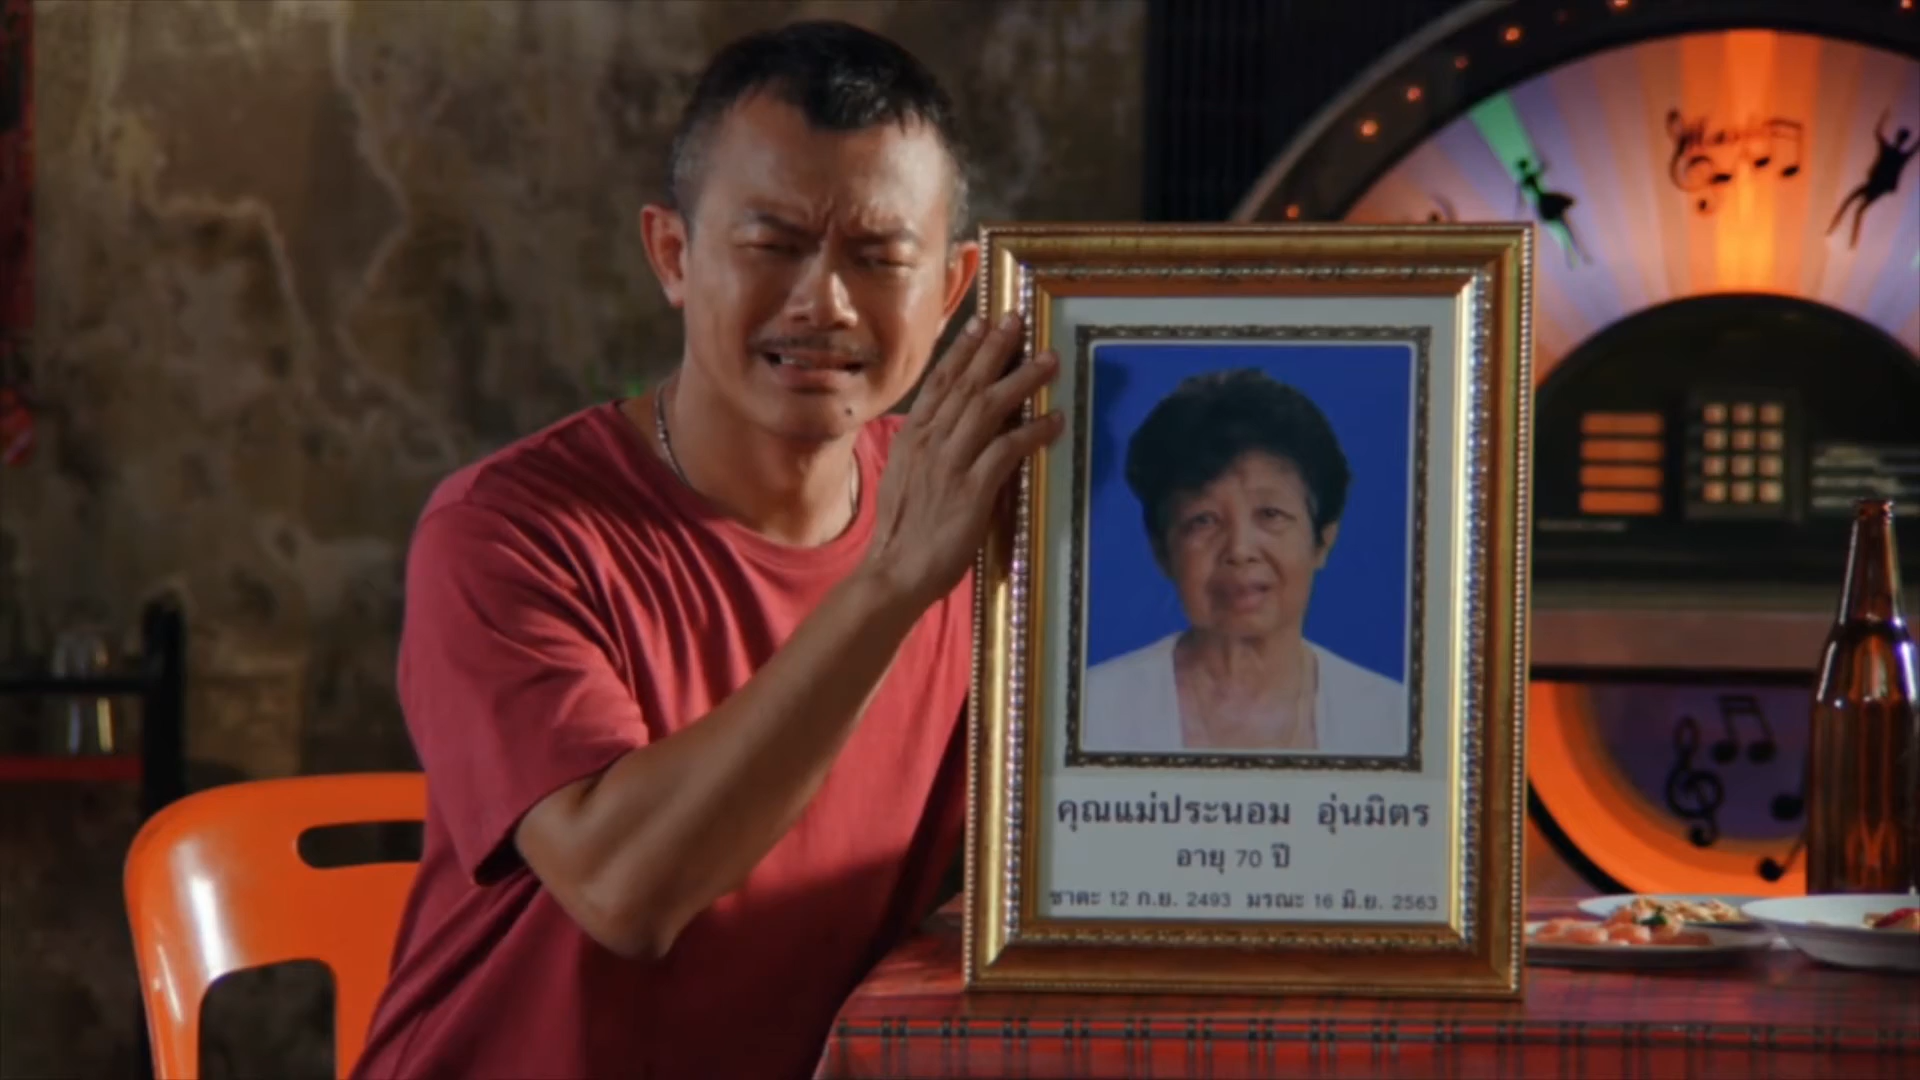 Music
คุณแม่ประนอม อุ่นมิตร
อายุ 70 ปี
ชาตะ 12 ก.ย. 2493 มรณะ 16 มิ.ย. 2563